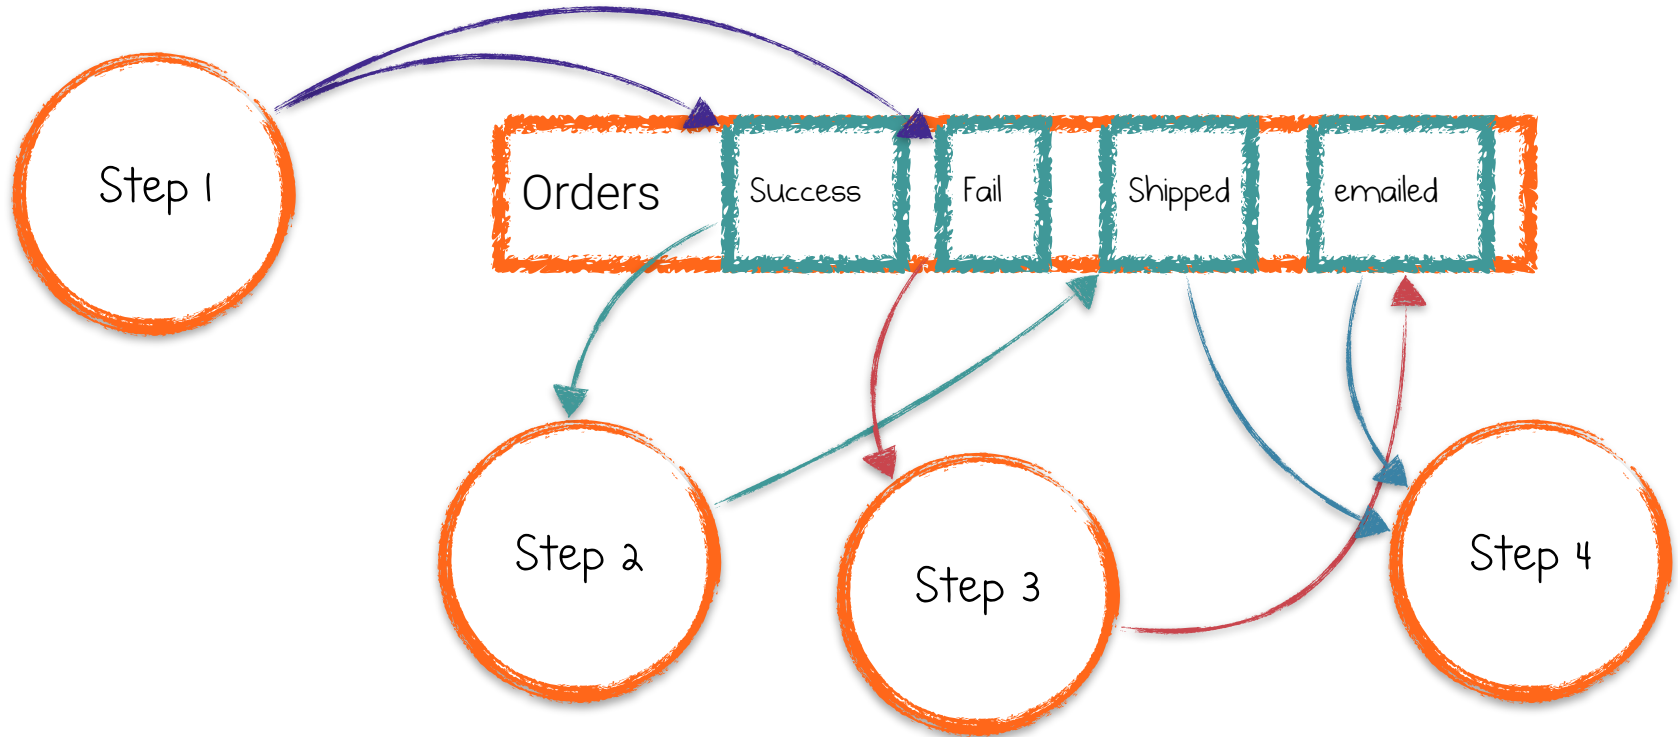 Step 1
Orders
Success
Fail
Shipped
emailed
Step 2
Step 3
Step 4